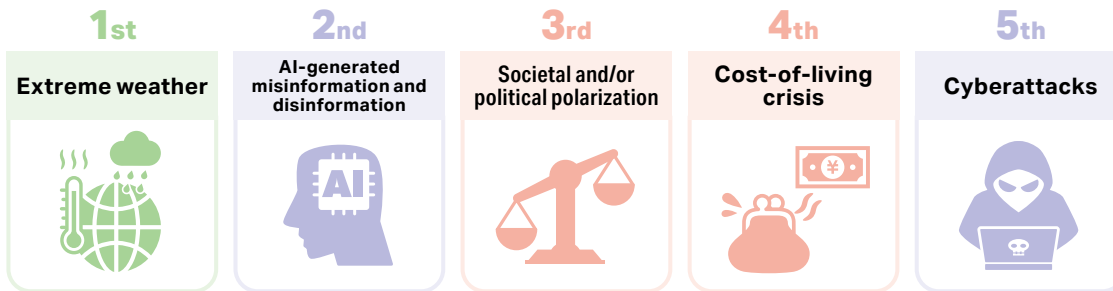 1st
2nd
3rd
4th
5th
Extreme weather
AI-generated
misinformation and
disinformation
Societal and/or
political polarization
Cost-of-living
crisis
Cyberattacks
AI
¥